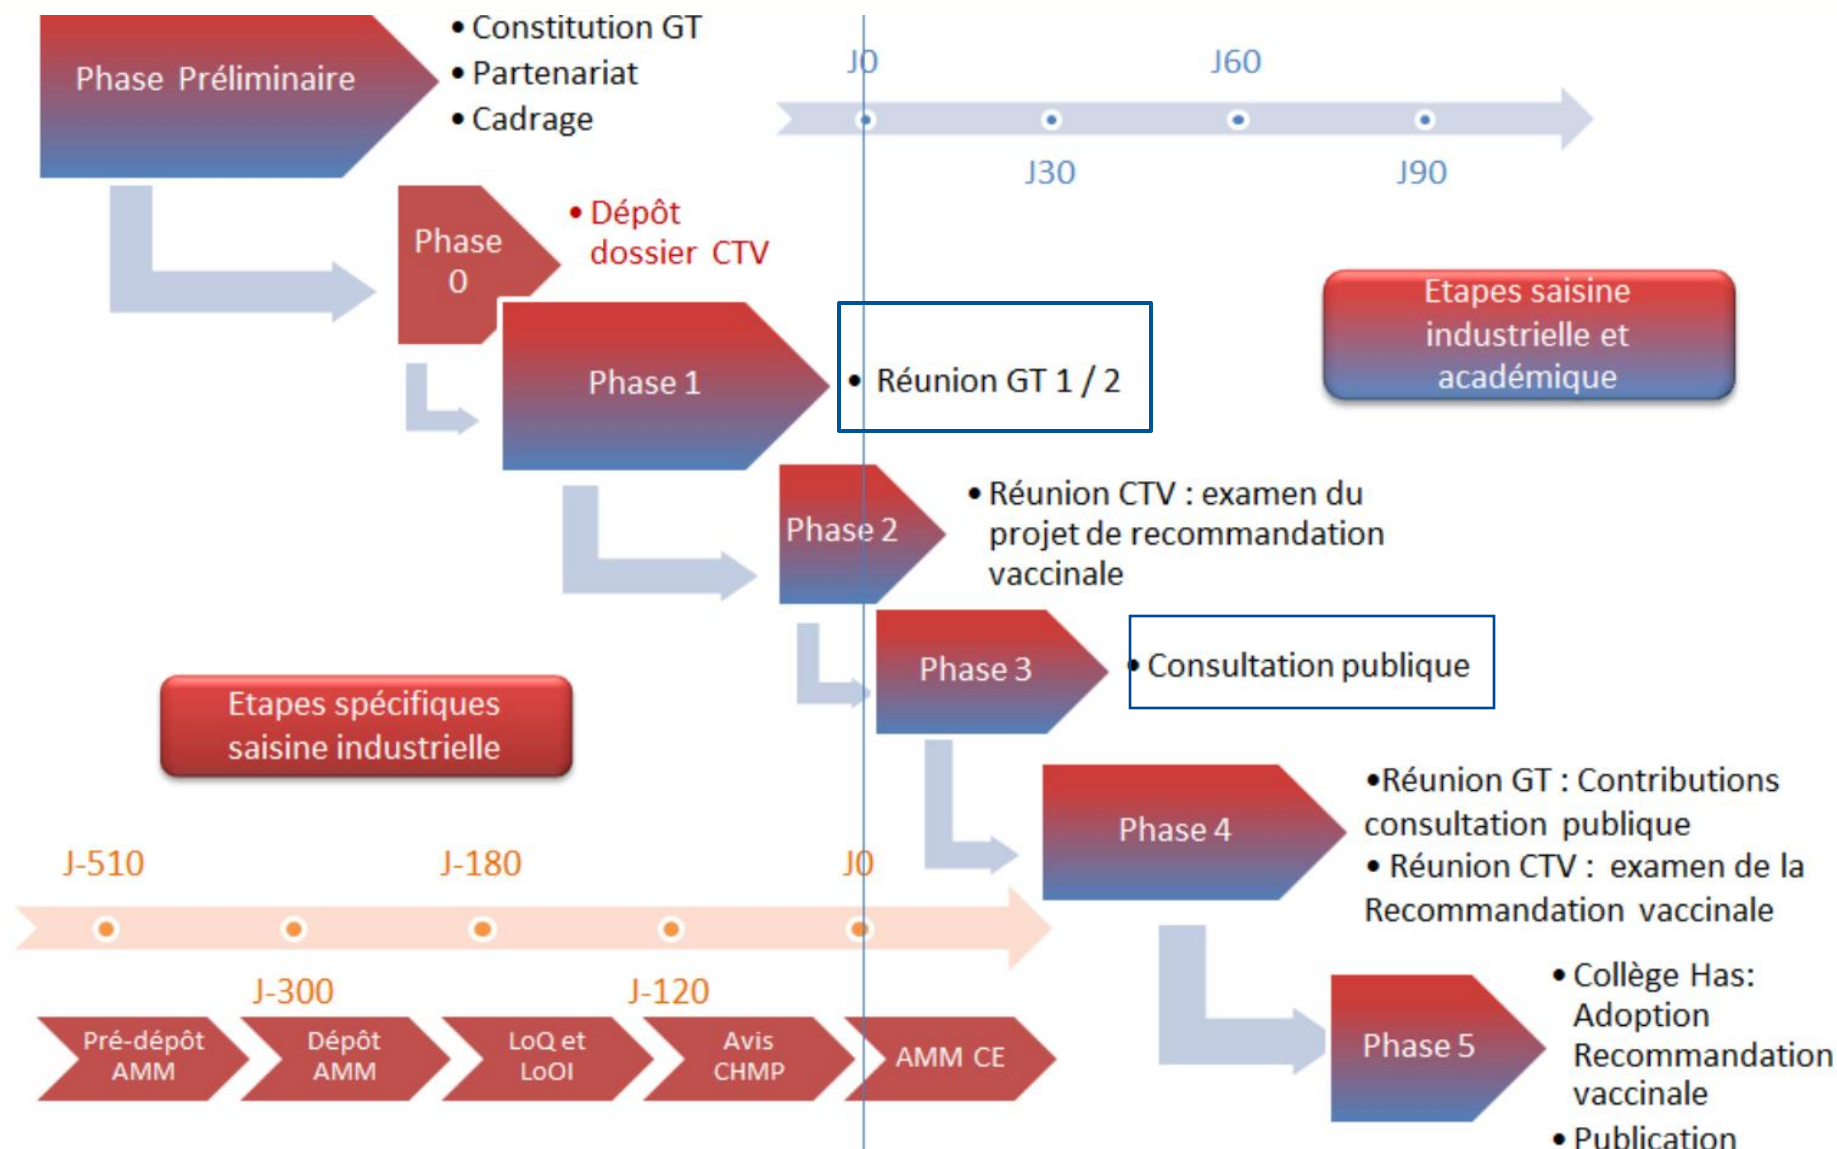 Phase Préliminaire
• Constitution GT
• Partenariat
• Cadrage
J0
J60
J30
J90
Phase
0
• Dépôt
dossier CTV
Etapes saisine
industrielle et
académique
Phase 1
• Réunion GT 1 / 2
Phase 2
• Réunion CTV : examen du
projet de recommandation
vaccinale
Phase 3
• Consultation publique
Etapes spécifiques
saisine industrielle
Phase 4
•Réunion GT : Contributions
consultation publique
• Réunion CTV : examen de la
Recommandation vaccinale
J-510
J-180
J0
J-300
J-120
Pré-dépôt
AMM
Dépôt
AMM
LoQ et
LoOI
Avis
CHMP
AMM CE
Phase 5
• Collège Has:
Adoption
Recommandation
vaccinale
• Publication